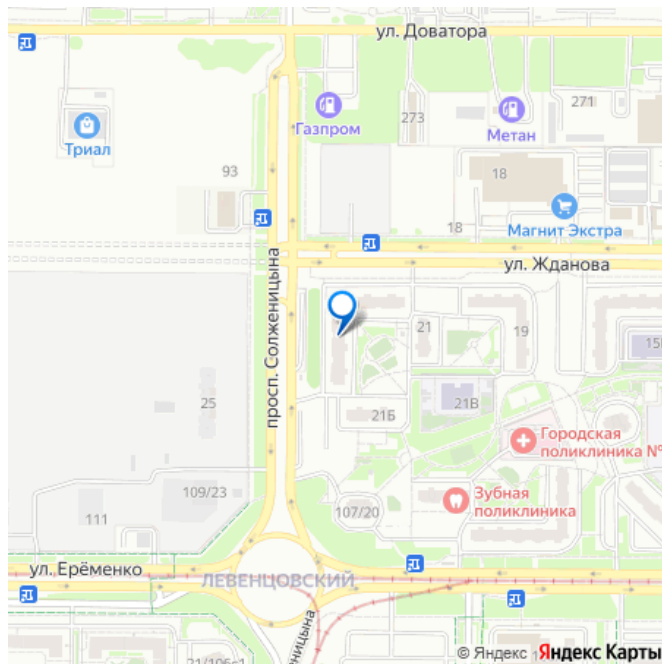 ул. Доватора
Газпром
273
271
Метан
Триал
93
18
18
Магнит Экстра
ул. Жданова
просп. Солженицына
21
19
25
21Б
21В
Городская
поликлиника №
Зубная
поликлиника
109/23
111
107/20
ул. Ерёменко
ЛЕВЕНЦОВСКИЙ
© Яндекс
Яндекс Карты